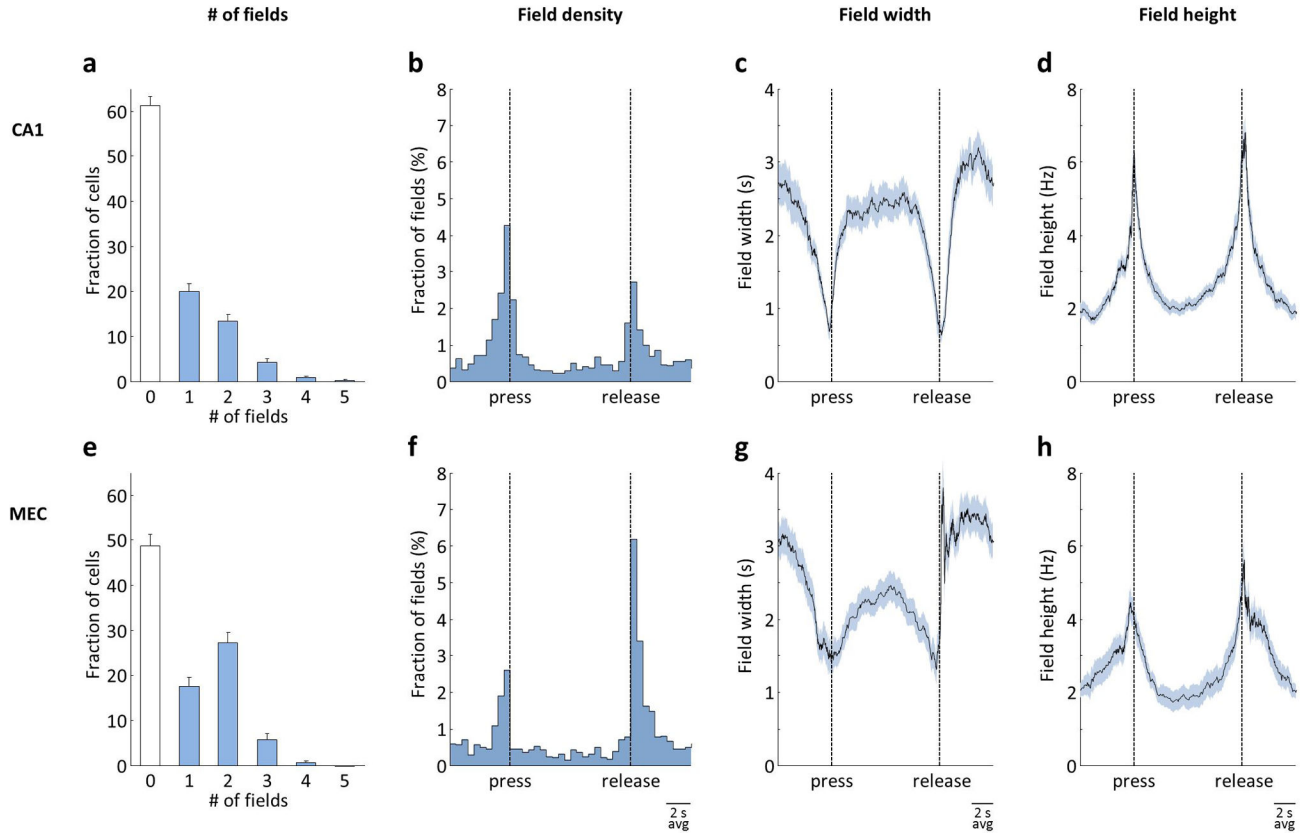 # of fields
Field density
Field width
Field height
CA1
a
Fraction of cells
60
50
40
30
20
10
0
0 1 2 3 4 5
# of fields
b
Fraction of fields (%)
8
7
6
5
4
3
2
1
0
press release
c
Field width (s)
4
3
2
1
0
press release
d
Field height (Hz)
8
6
4
2
0
press release
MEC
e
Fraction of cells
60
50
40
30
20
10
0
0 1 2 3 4 5
# of fields
f
Fraction of fields (%)
8
7
6
5
4
3
2
1
0
press release
2 s
avg
g
Field width (s)
4
3
2
1
0
press release
2 s
avg
h
Field height (Hz)
8
6
4
2
0
press release
2 s
avg